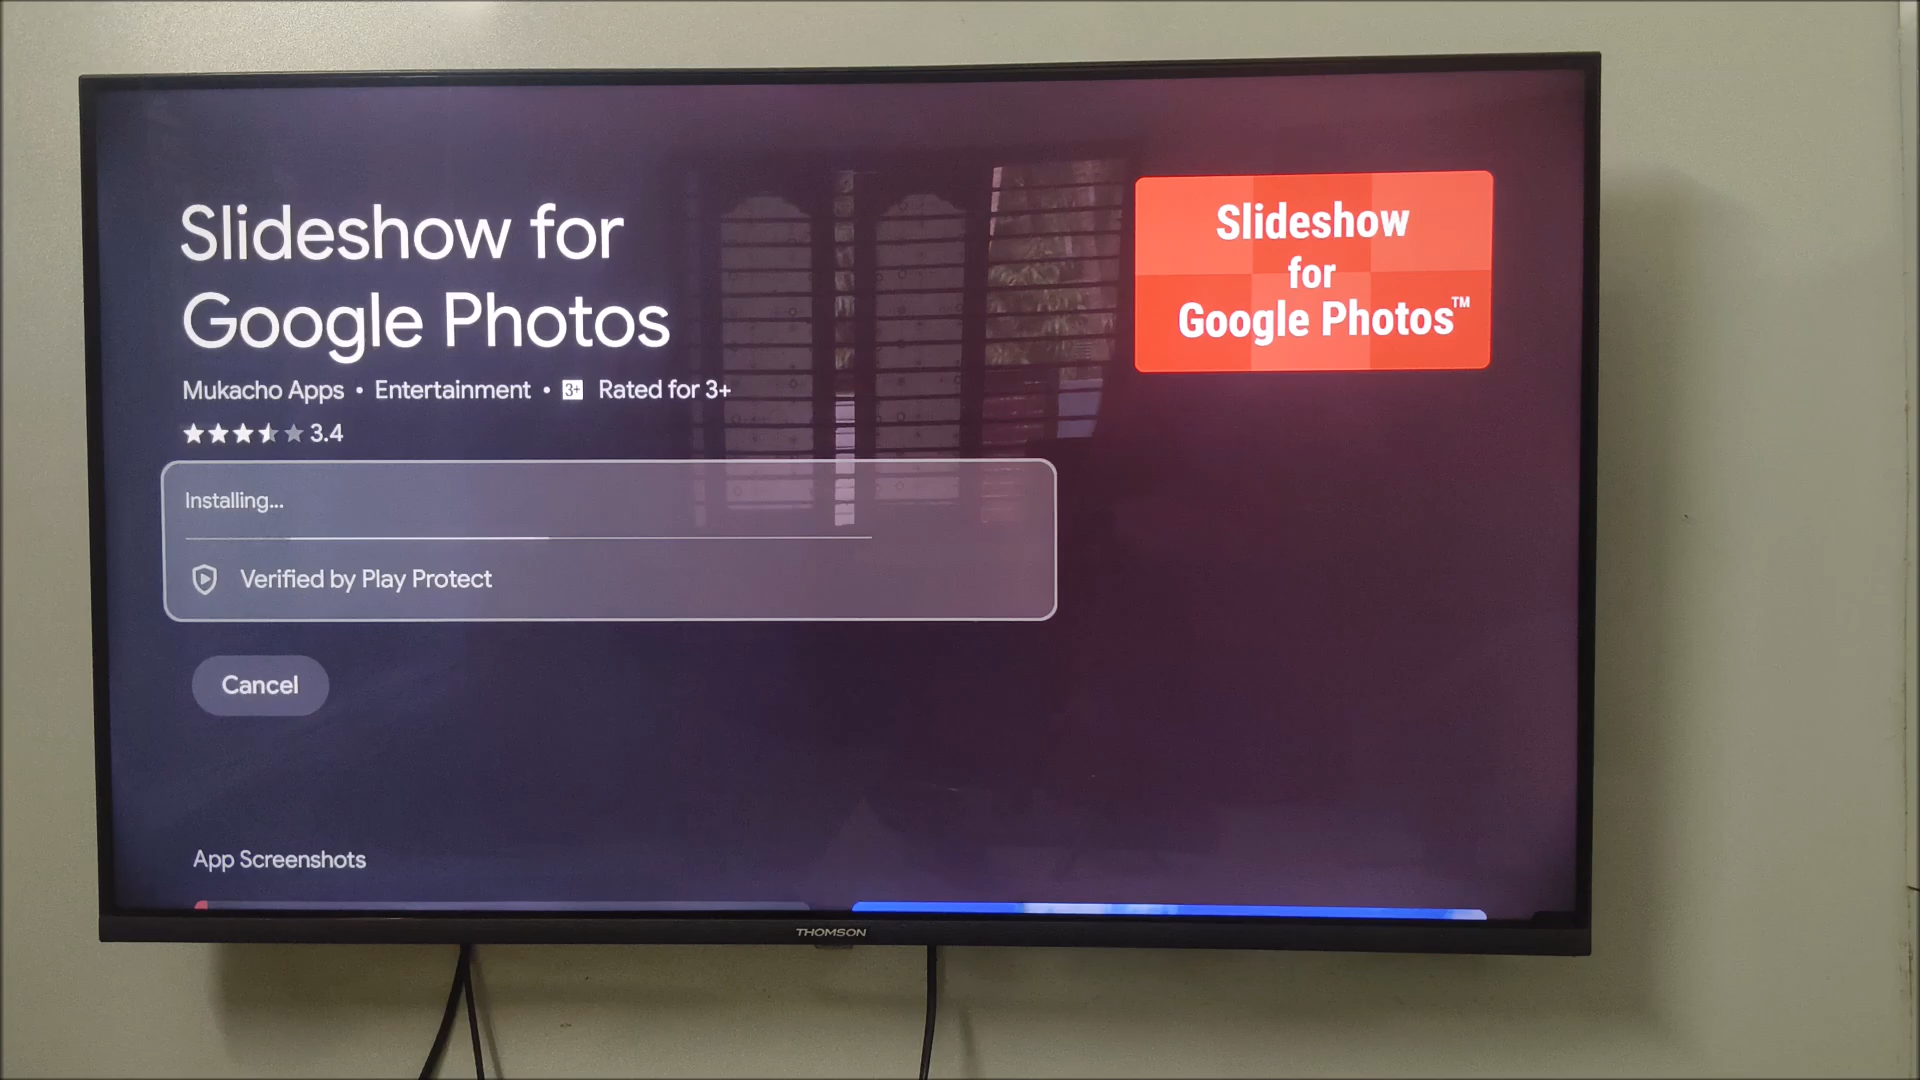 Slideshow for
Google Photos
Mukacho Apps • Entertainment • 3+ Rated for 3+
3.4
Installing...
Verified by Play Protect
Cancel
App Screenshots
Slideshow
for
Google Photos™
THOMSON